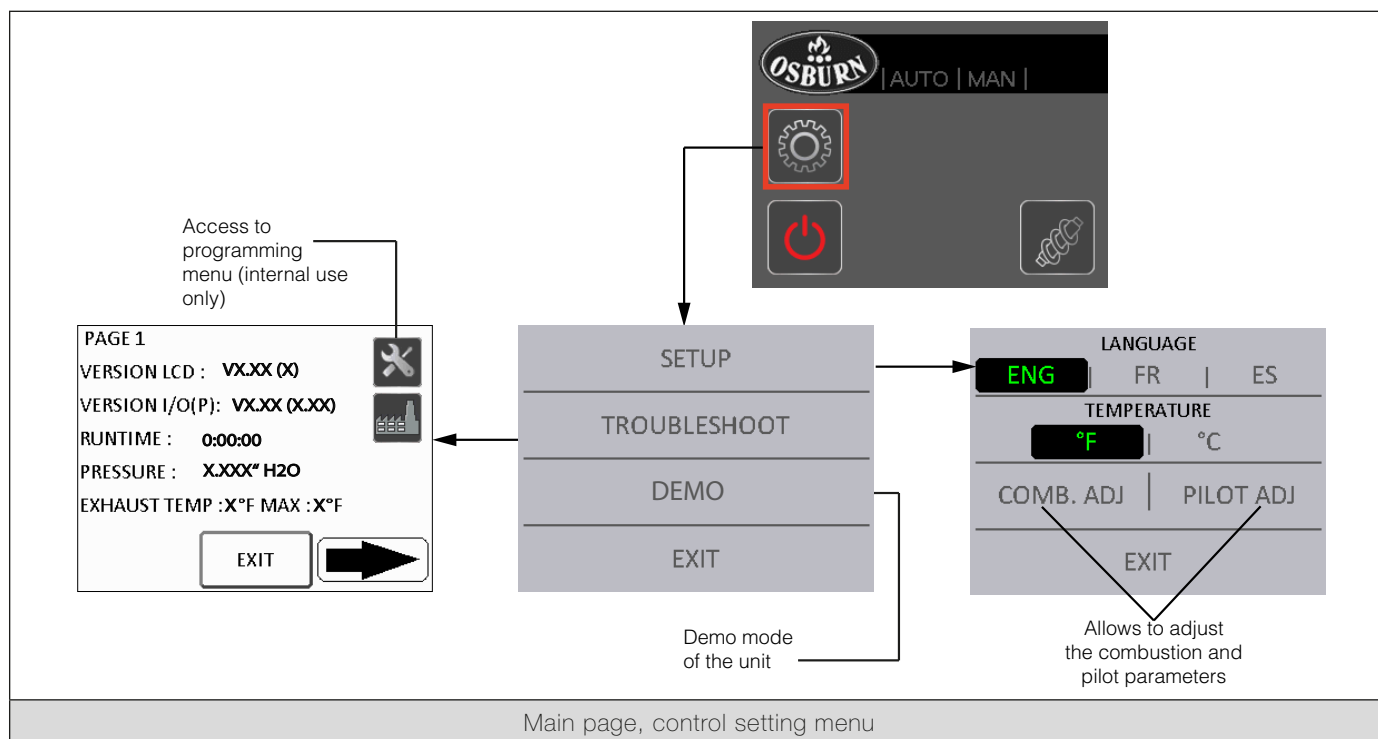 OSBURN
| AUTO | MAN |
Access to
programming
menu (internal use
only)
PAGE 1
VERSION LCD : VX.XX (X)
VERSION I/O(P): VX.XX (X.XX)
RUNTIME : 0:00:00
PRESSURE : X.XXX" H2O
EXHAUST TEMP :X°F MAX :X°F
EXIT
SETUP
TROUBLESHOOT
DEMO
EXIT
LANGUAGE
ENG | FR | ES
TEMPERATURE
°F | °C
COMB. ADJ | PILOT ADJ
EXIT
Demo mode
of the unit
Allows to adjust
the combustion and
pilot parameters
Main page, control setting menu